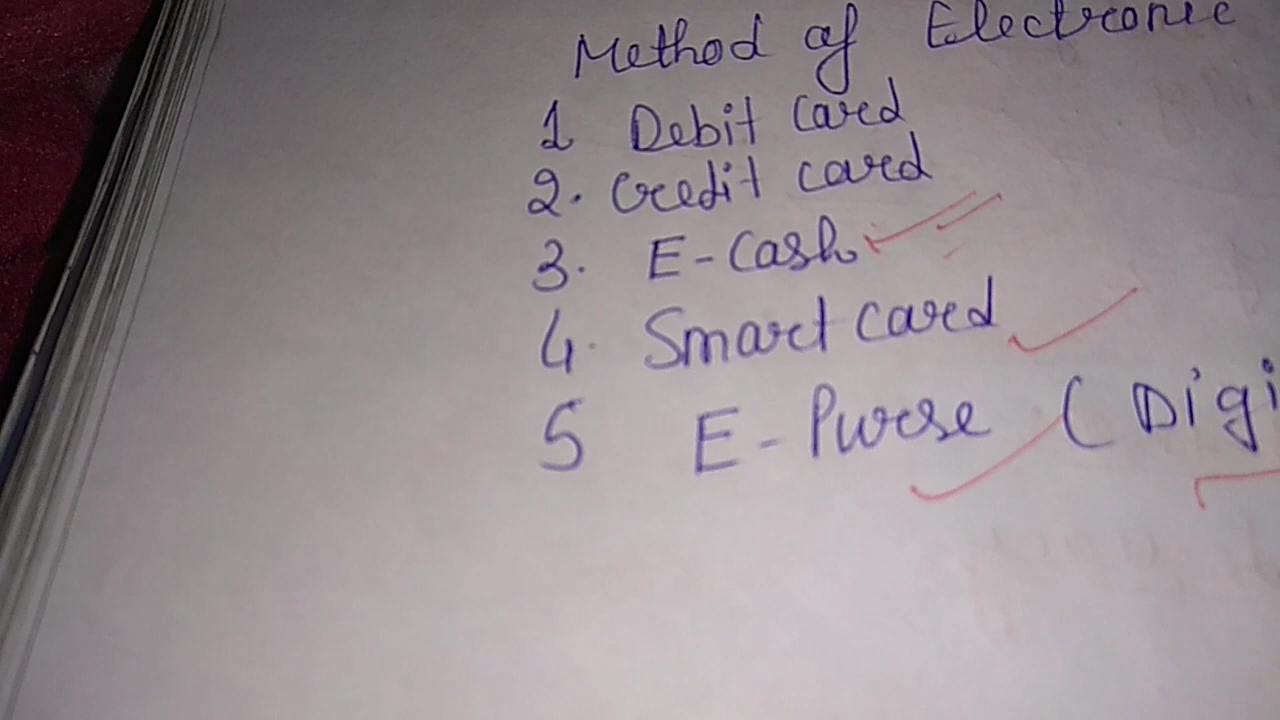 Method of Electronic
1 Debit Card
2. Credit card
3. E-Cash
4. Smart card
5 E-Purse ( Digi